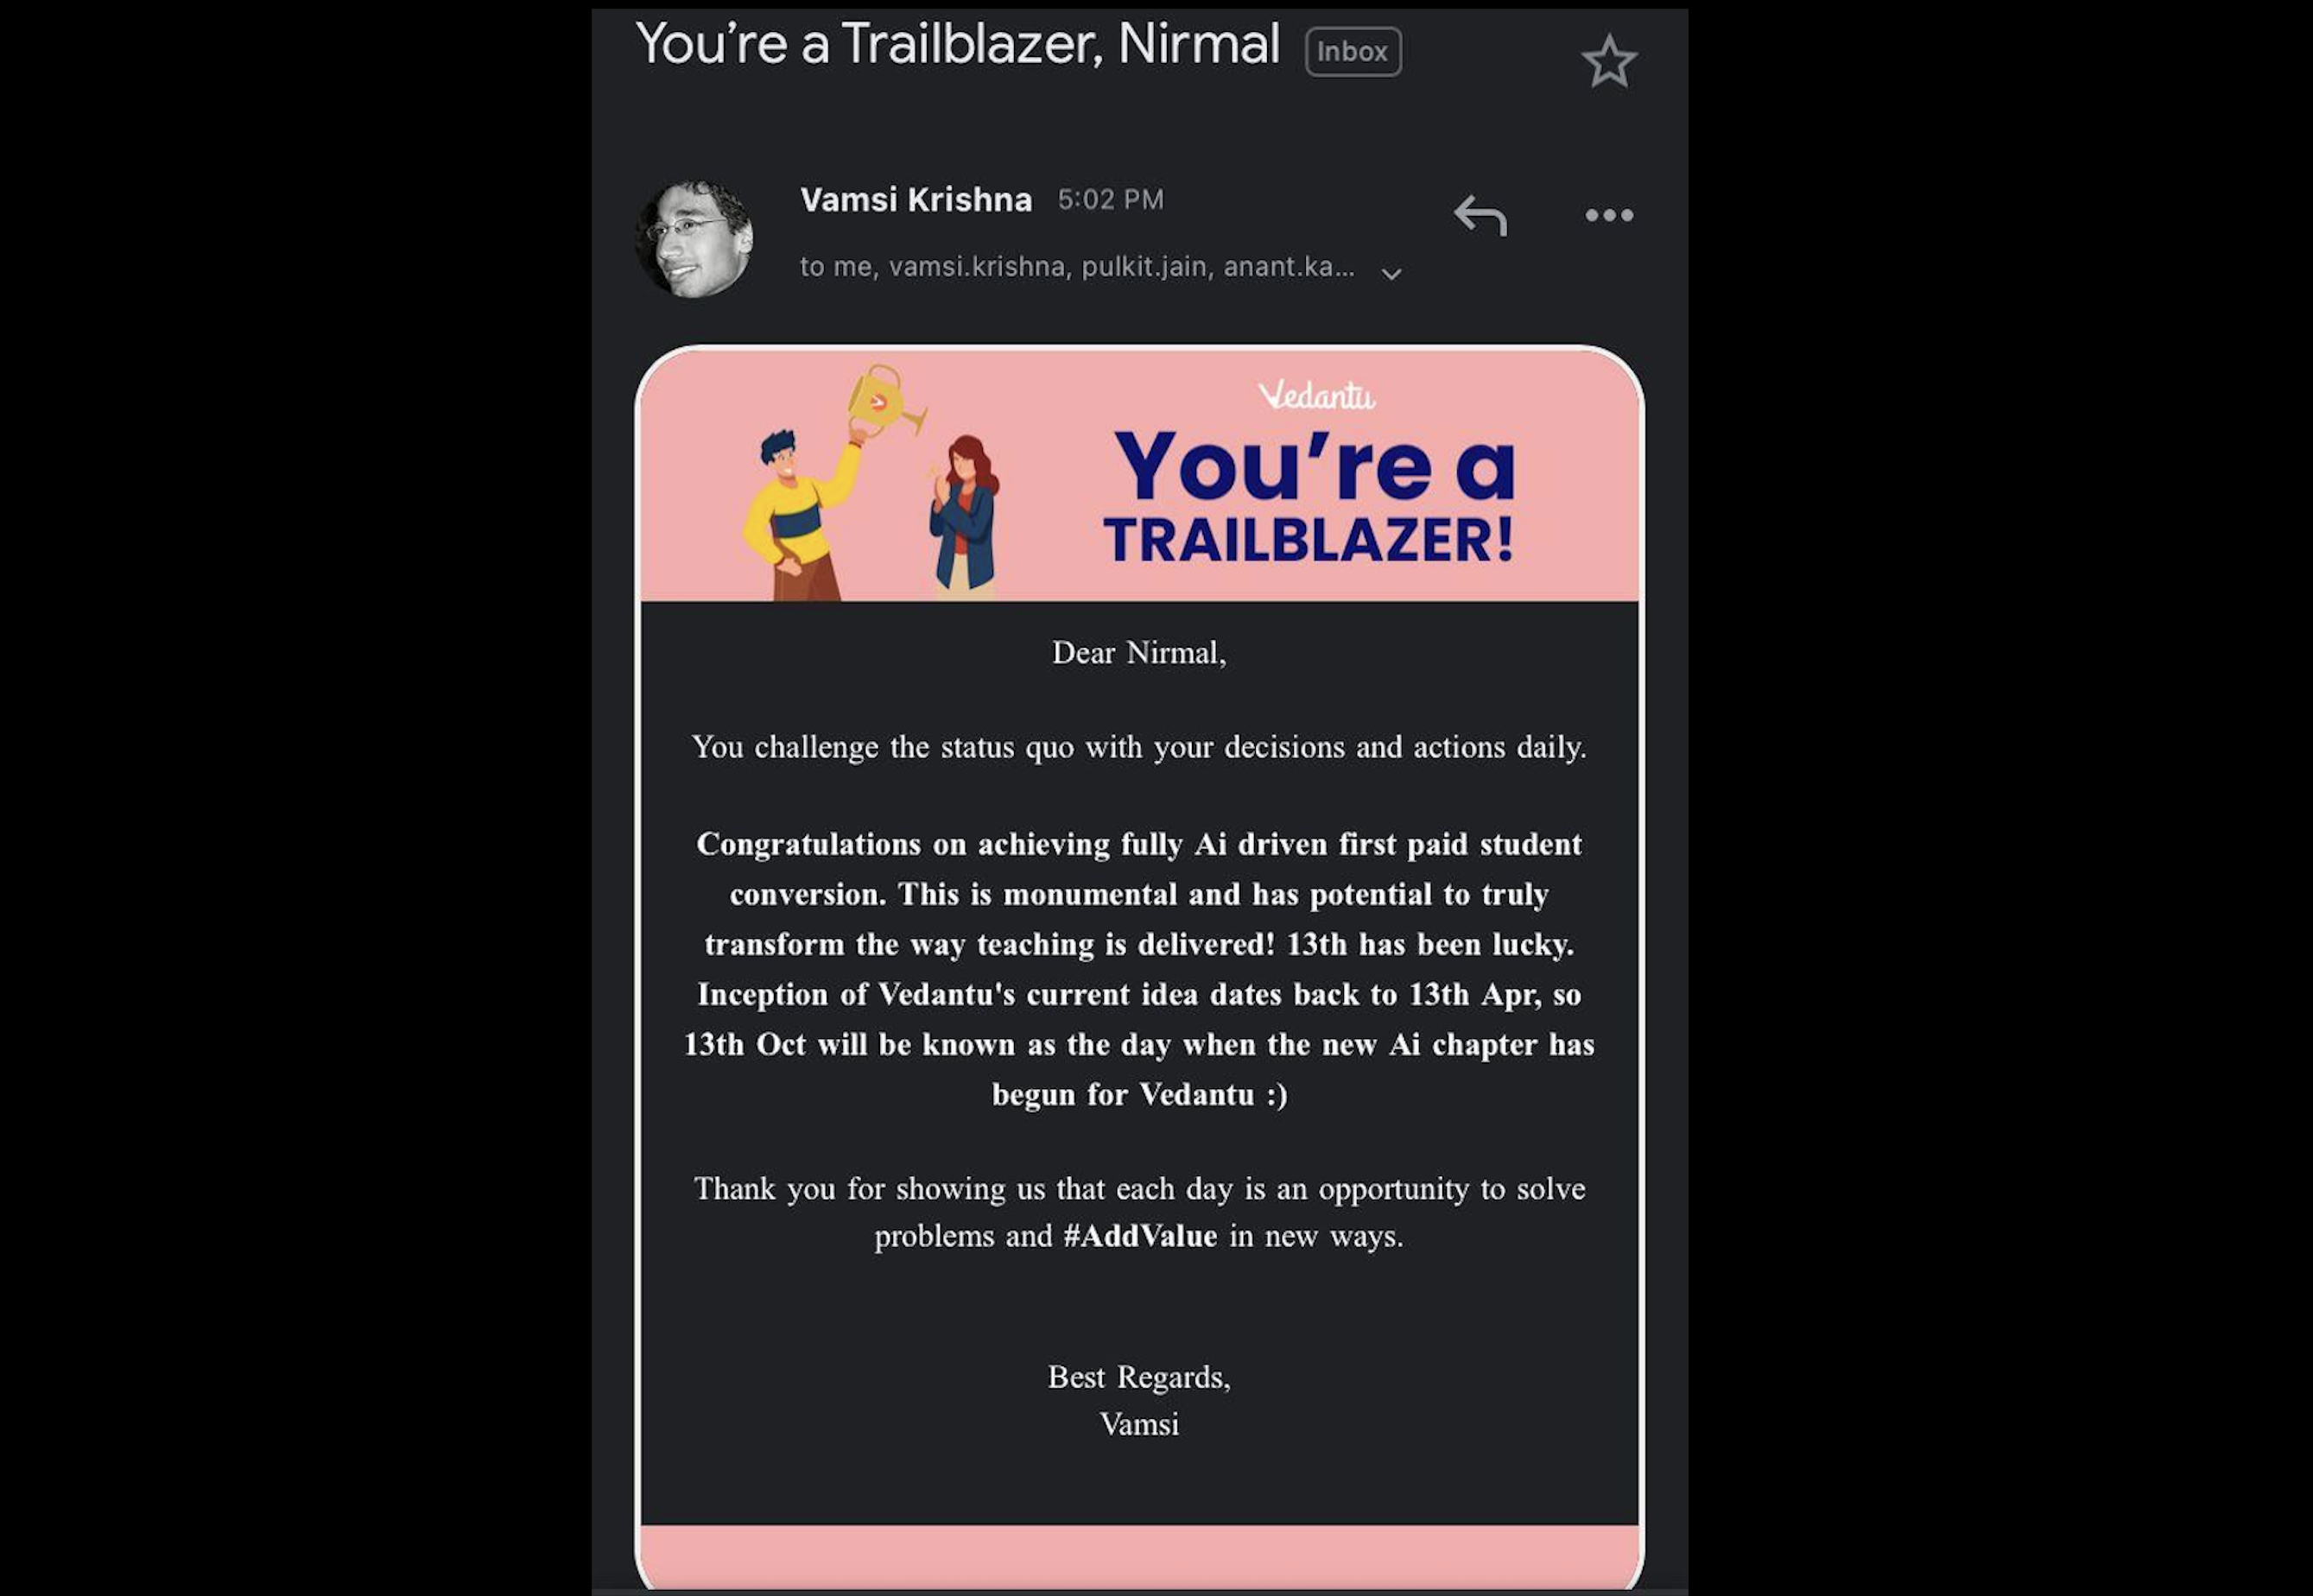 You’re a Trailblazer, Nirmal Inbox
Vamsi Krishna 5:02 PM
to me, vamsi.krishna, pulkit.jain, anant.ka...
Vedantu
You’re a
TRAILBLAZER!
Dear Nirmal,
You challenge the status quo with your decisions and actions daily.
Congratulations on achieving fully Ai driven first paid student
conversion. This is monumental and has potential to truly
transform the way teaching is delivered! 13th has been lucky.
Inception of Vedantu's current idea dates back to 13th Apr, so
13th Oct will be known as the day when the new Ai chapter has
begun for Vedantu :)
Thank you for showing us that each day is an opportunity to solve
problems and #AddValue in new ways.
Best Regards,
Vamsi